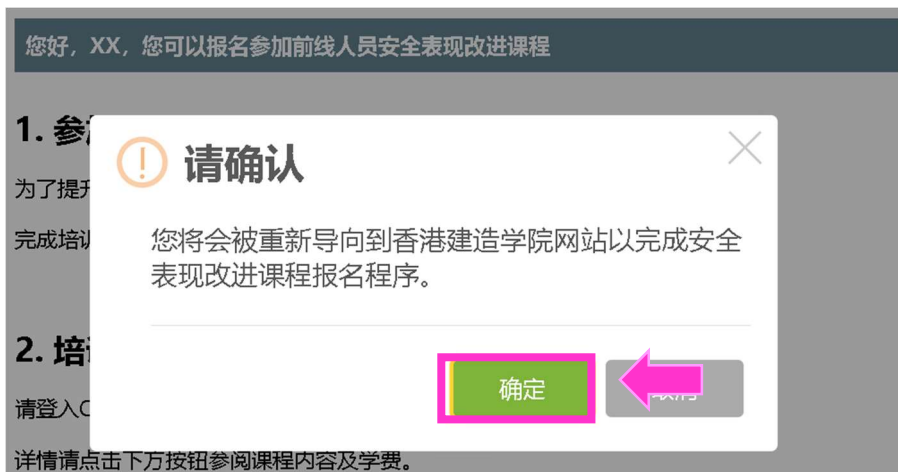 您好，XX，您可以报名参加前线人员安全表现改进课程
1. 参
请确认
为了提升
完成培训
您将会被重新导向到香港建造学院网站以完成安全
表现改进课程报名程序。
2. 培
请登入C
确定
取消
详情请点击下方按钮参阅课程内容及学费。